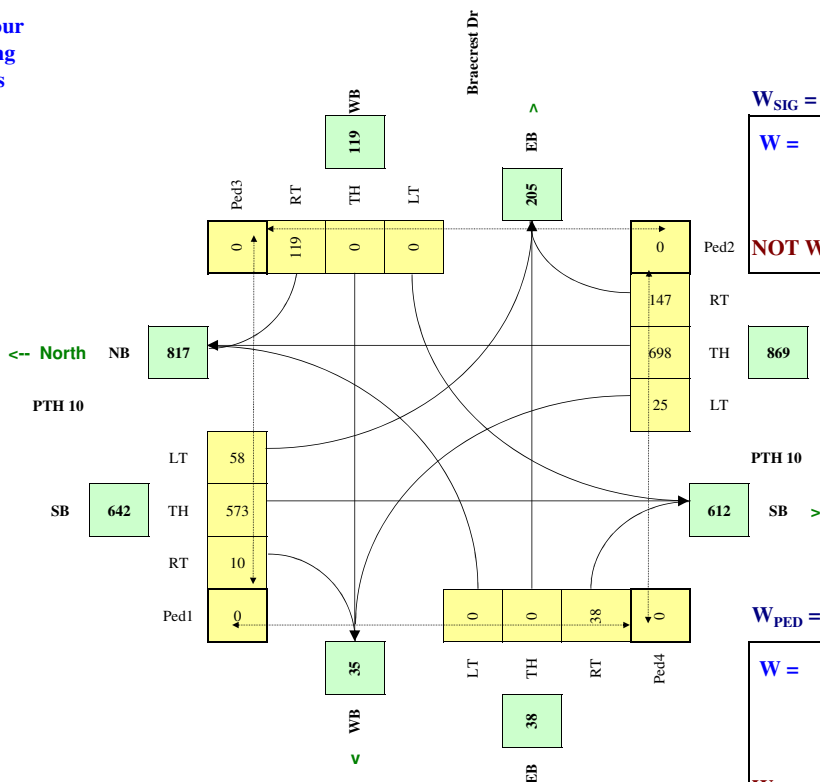 our
ng
s
Braecrest Dr
W_SIG =
WB
^
119
EB
W =
Ped3
RT
TH
LT
205
0
119
0
0
0
Ped2
NOT W
147
RT
<-- North
NB
817
698
TH
869
PTH 10
25
LT
LT
58
PTH 10
SB
642
TH
573
612
SB
>
RT
10
Ped1
0
0
0
38
0
W_PED =
35
LT
TH
RT
Ped4
W =
WB
38
v
EB